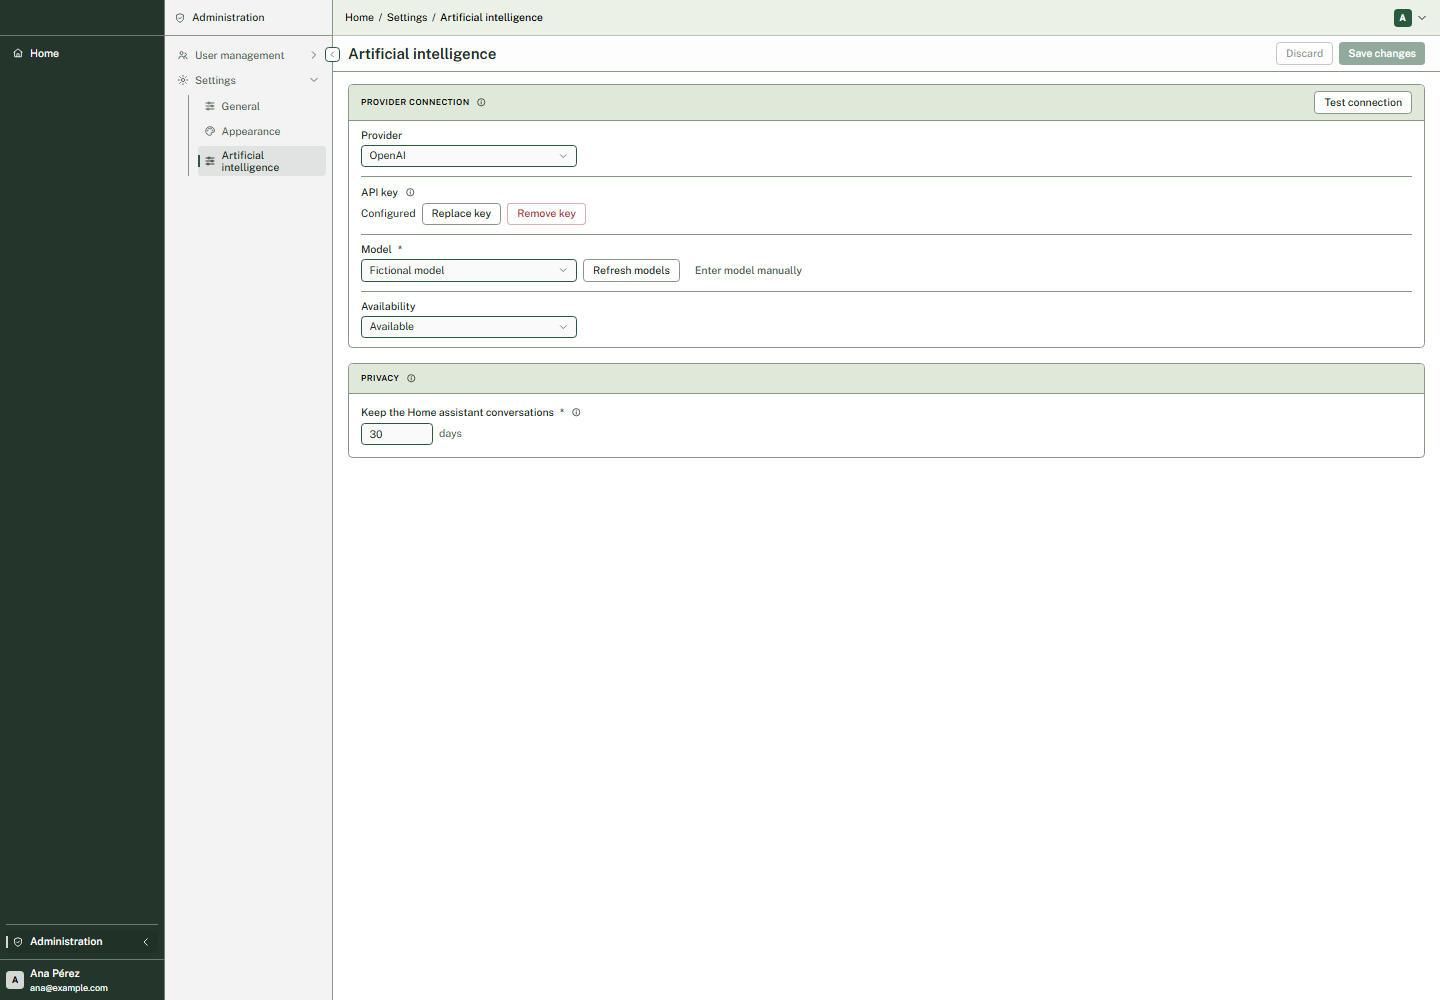 Administration
Home / Settings / Artificial intelligence
A
Home
User management
Settings
General
Appearance
Artificial
intelligence
Artificial intelligence
Discard
Save changes
PROVIDER CONNECTION
Test connection
Provider
OpenAI
API key
Configured
Replace key
Remove key
Model *
Fictional model
Refresh models
Enter model manually
Availability
Available
PRIVACY
Keep the Home assistant conversations *
30
days
Administration
A
Ana Pérez
ana@example.com